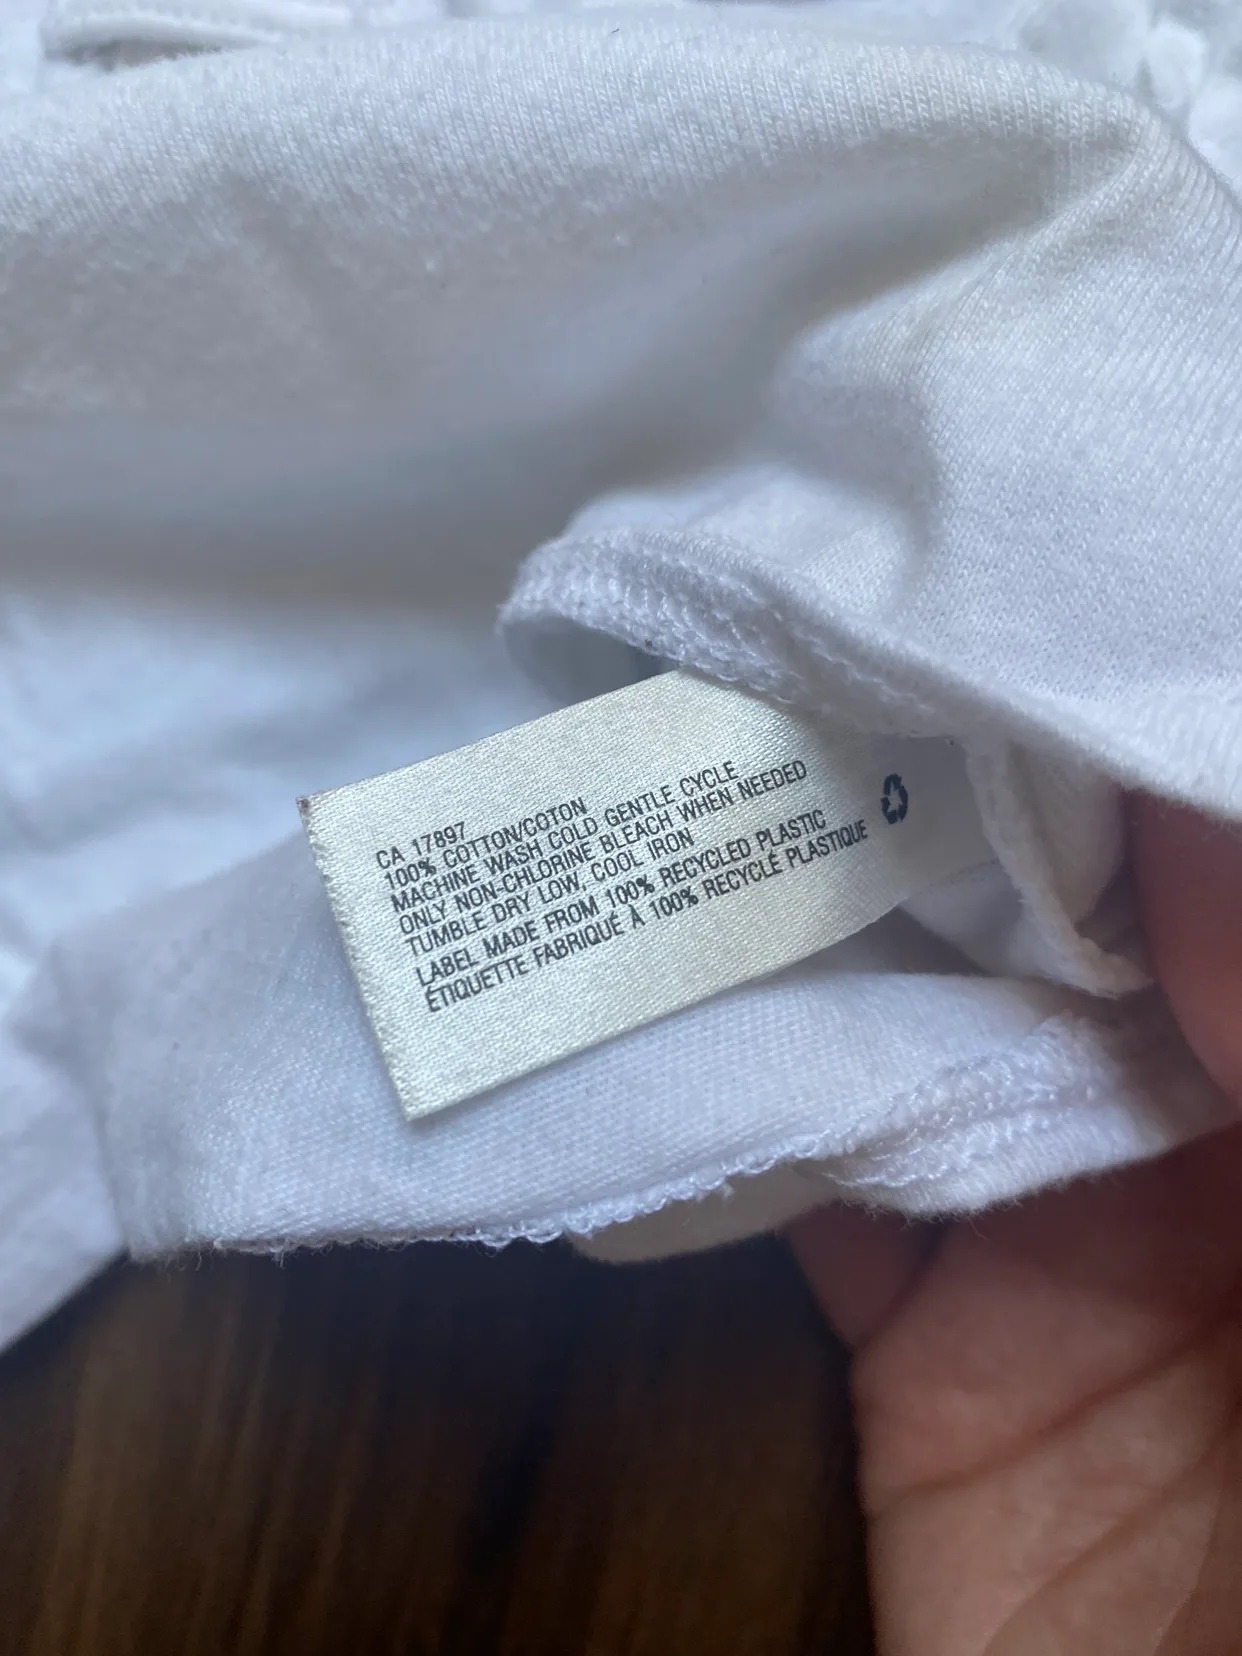 CA 17897
100% COTTON/COTON
MACHINE WASH COLD GENTLE CYCLE
ONLY NON-CHLORINE BLEACH WHEN NEEDED
TUMBLE DRY LOW, COOL IRON
LABEL MADE FROM 100% RECYCLED PLASTIC
ÉTIQUETTE FABRIQUÉ À 100% RECYCLÉ PLASTIQUE